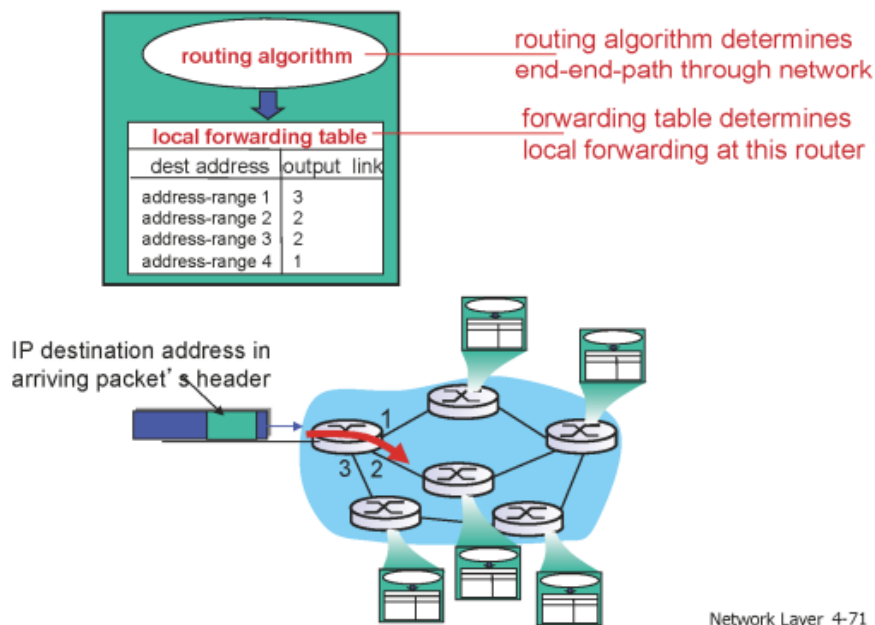 routing algorithm
routing algorithm determines
end-end-path through network
local forwarding table
forwarding table determines
local forwarding at this router
dest address output link
address-range 1 3
address-range 2 2
address-range 3 2
address-range 4 1
IP destination address in
arriving packet’s header
1
3 2
Network Layer 4-71